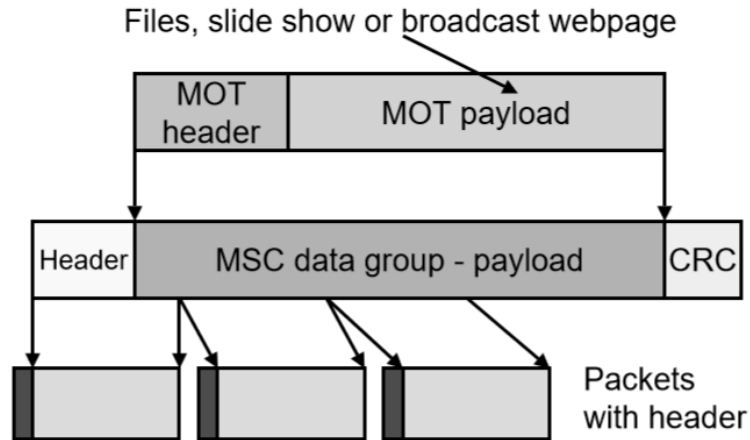 Files, slide show or broadcast webpage
MOT
header
MOT payload
Header
MSC data group - payload
CRC
Packets
with header